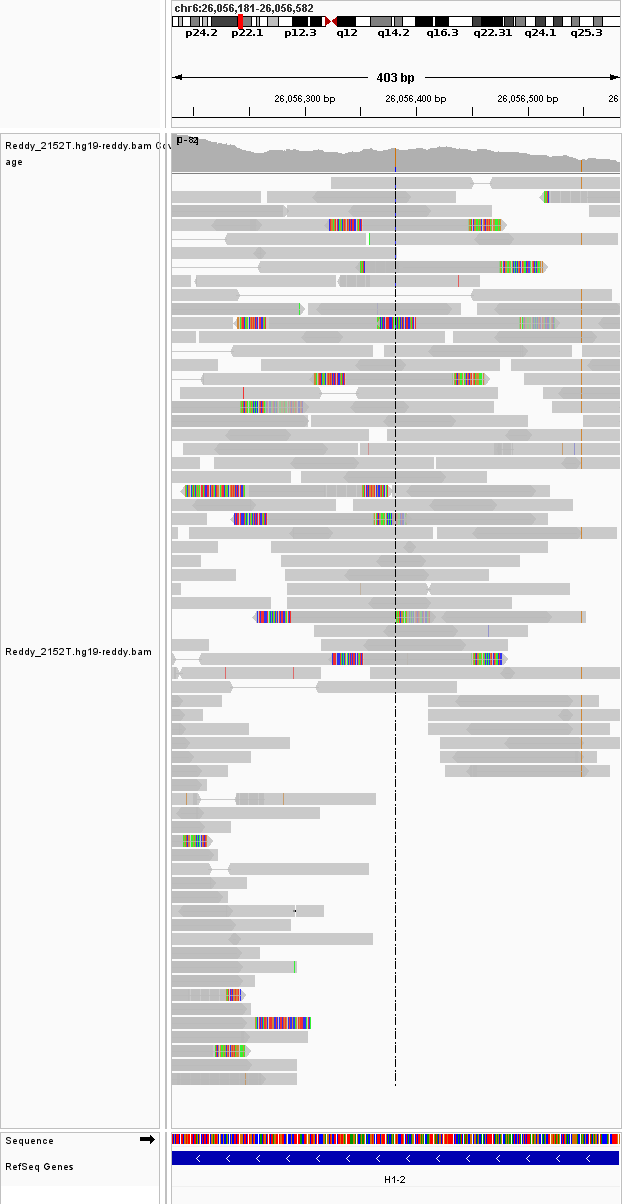 chr6:26,056,181-26,056,582
p24.2 p22.1 p12.3 q12 q14.2 q16.3 q22.31 q24.1 q25.3
403 bp
26,056,300 bp 26,056,400 bp 26,056,500 bp 26
Reddy_2152T.hg19-reddy.bam
age
[0-82]
Reddy_2152T.hg19-reddy.bam
Sequence
RefSeq Genes
H1-2